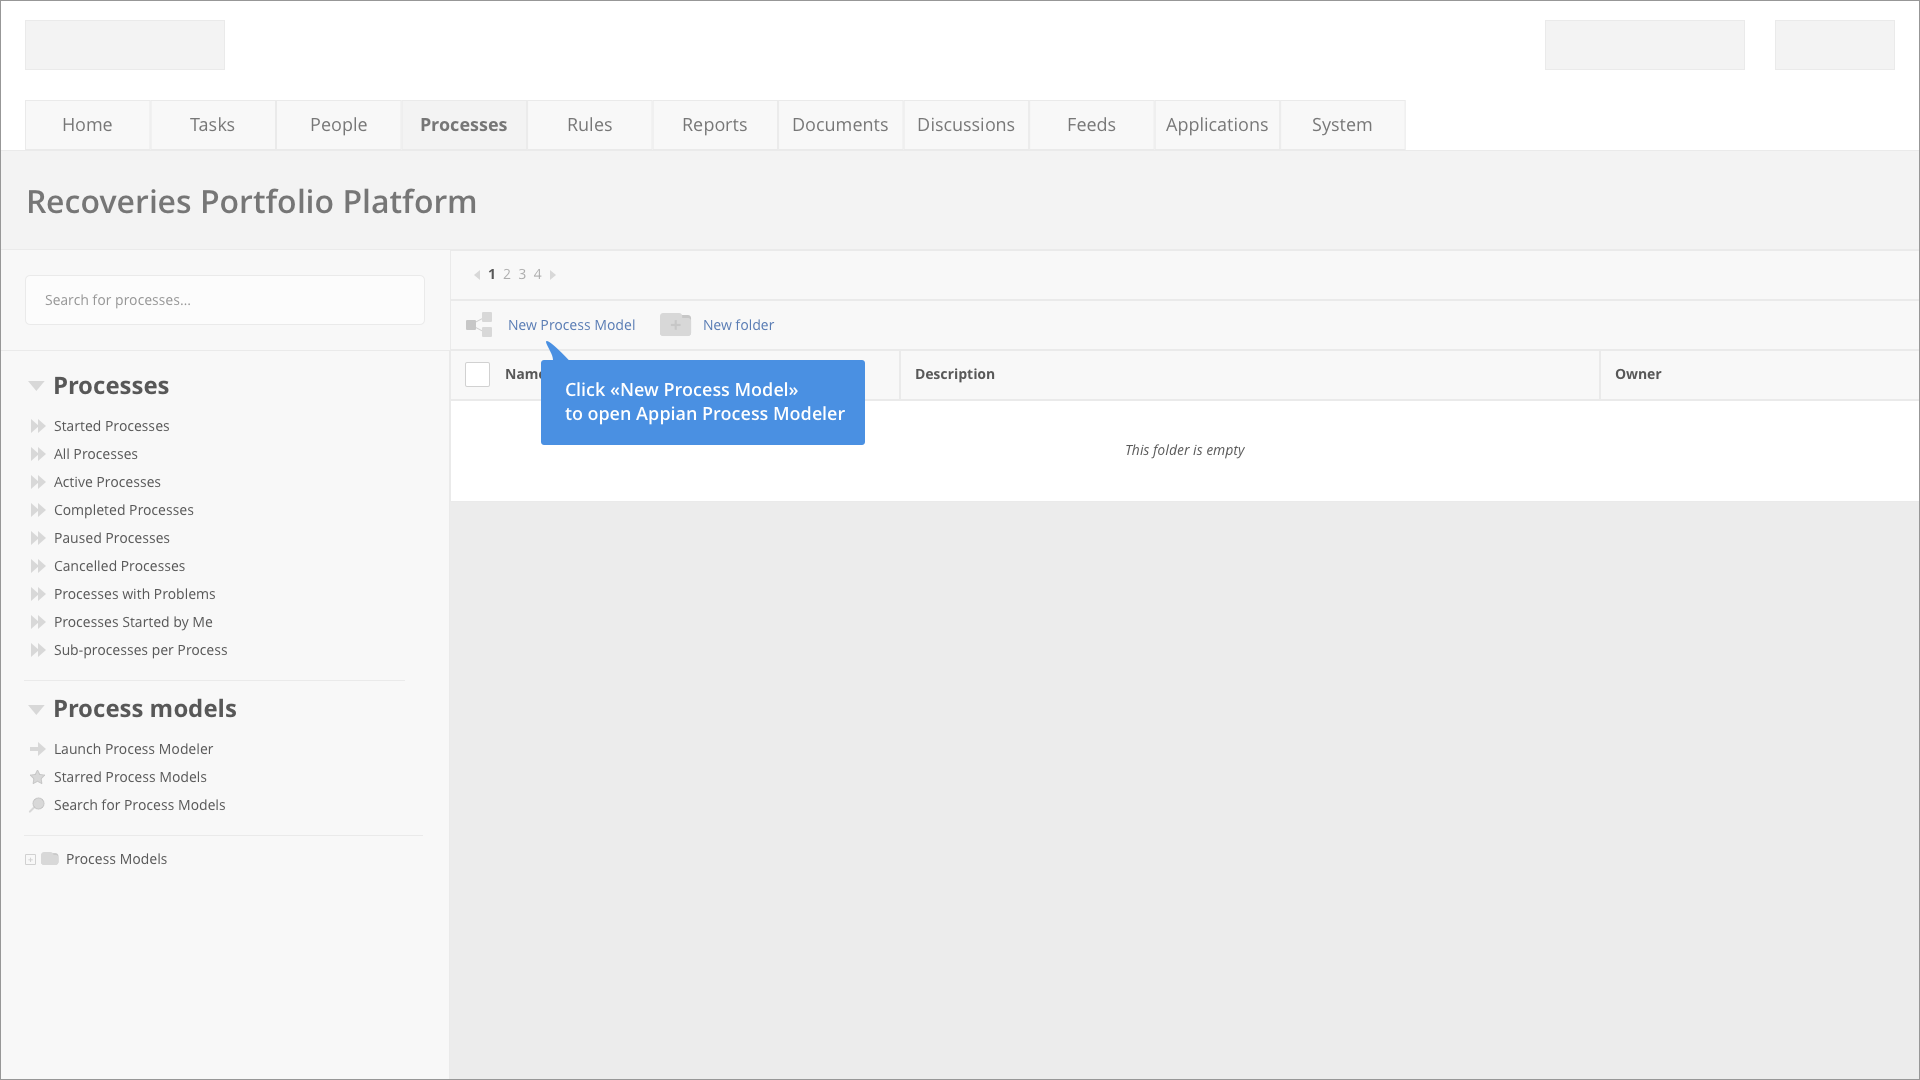 Home Tasks People Processes Rules Reports Documents Discussions Feeds Applications System
Recoveries Portfolio Platform
Search for processes...
1 2 3 4
New Process Model New folder
Name Description Owner
Click «New Process Model»
to open Appian Process Modeler
This folder is empty
Processes
Started Processes
All Processes
Active Processes
Completed Processes
Paused Processes
Cancelled Processes
Processes with Problems
Processes Started by Me
Sub-processes per Process
Process models
Launch Process Modeler
Starred Process Models
Search for Process Models
Process Models